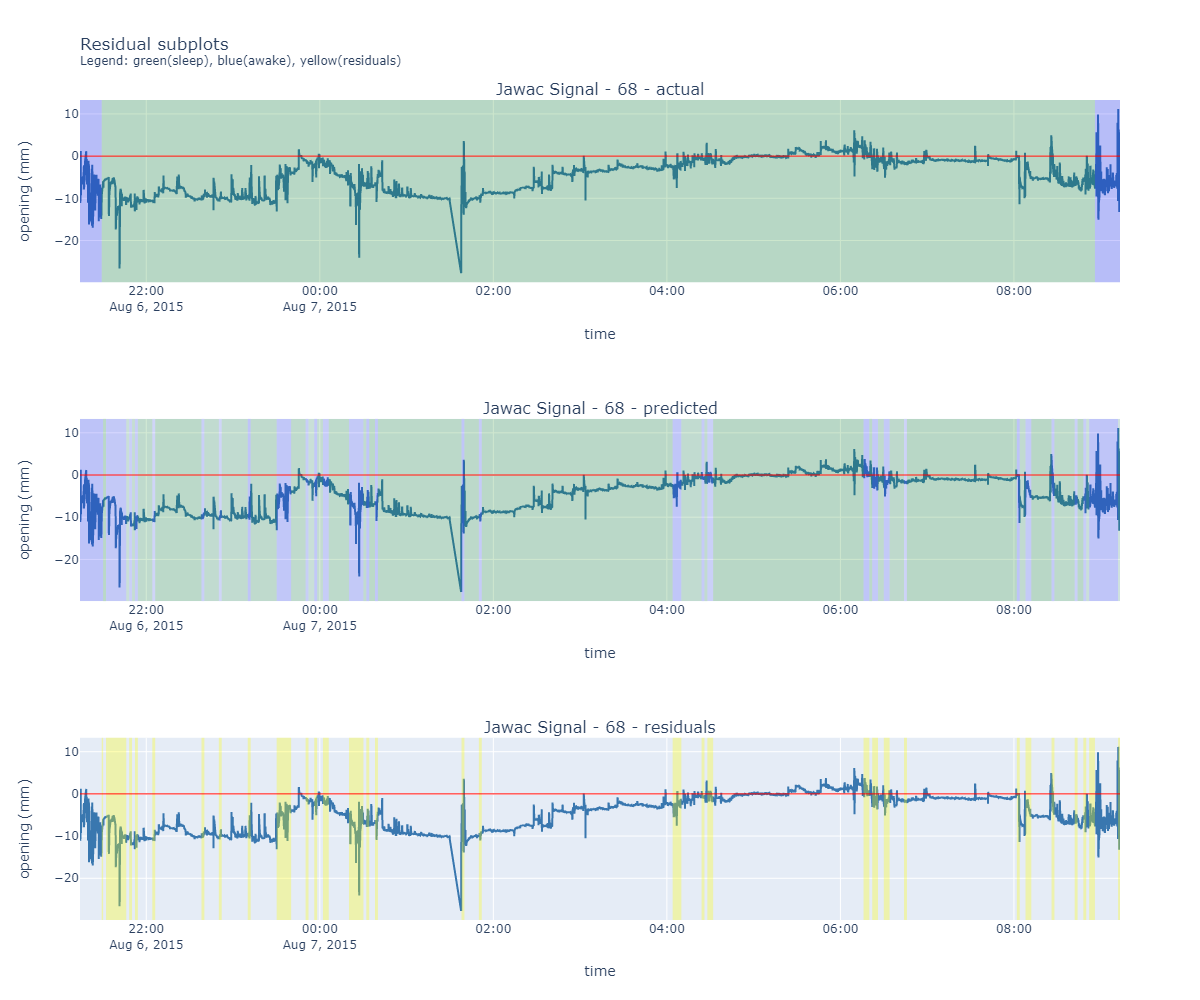 Residual subplots
Legend: green(sleep), blue(awake), yellow(residuals)
Jawac Signal - 68 - actual
10
0
−10
−20
opening (mm)
22:00 00:00 02:00 04:00 06:00 08:00
Aug 6, 2015 Aug 7, 2015
time
Jawac Signal - 68 - predicted
10
0
−10
−20
opening (mm)
22:00 00:00 02:00 04:00 06:00 08:00
Aug 6, 2015 Aug 7, 2015
time
Jawac Signal - 68 - residuals
10
0
−10
−20
opening (mm)
22:00 00:00 02:00 04:00 06:00 08:00
Aug 6, 2015 Aug 7, 2015
time